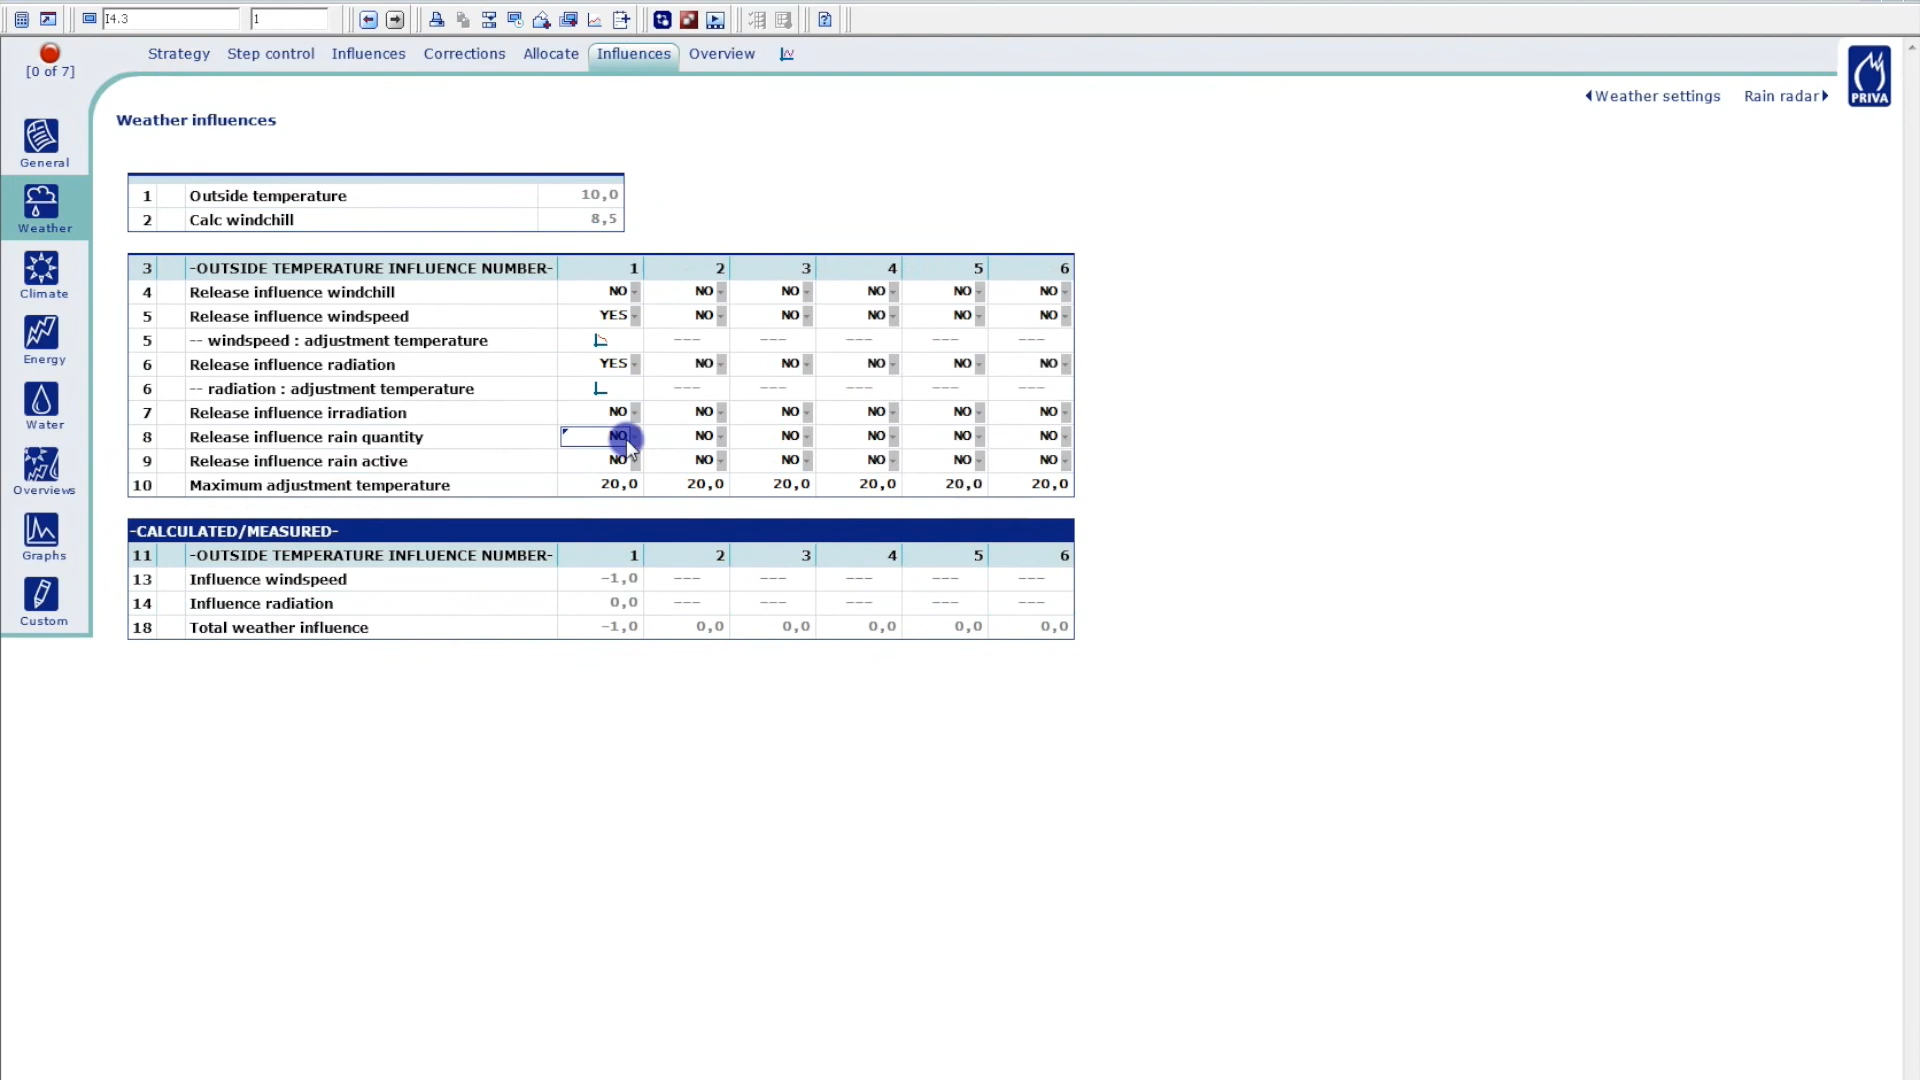 I4.3 1
[0 of 7] Strategy Step control Influences Corrections Allocate Influences Overview
PRIVA
Weather settings Rain radar
Weather influences
General
Weather
Climate
Energy
Water
Overviews
Graphs
Custom
1 Outside temperature 10,0
2 Calc windchill 8,5
3 -OUTSIDE TEMPERATURE INFLUENCE NUMBER- 1 2 3 4 5 6
4 Release influence windchill NO NO NO NO NO NO
5 Release influence windspeed YES NO NO NO NO NO
5 -- windspeed : adjustment temperature --- --- --- --- ---
6 Release influence radiation YES NO NO NO NO NO
6 -- radiation : adjustment temperature --- --- --- --- ---
7 Release influence irradiation NO NO NO NO NO NO
8 Release influence rain quantity NO NO NO NO NO NO
9 Release influence rain active NO NO NO NO NO NO
10 Maximum adjustment temperature 20,0 20,0 20,0 20,0 20,0 20,0
-CALCULATED/MEASURED-
11 -OUTSIDE TEMPERATURE INFLUENCE NUMBER- 1 2 3 4 5 6
13 Influence windspeed -1,0 --- --- --- --- ---
14 Influence radiation 0,0 --- --- --- --- ---
18 Total weather influence -1,0 0,0 0,0 0,0 0,0 0,0